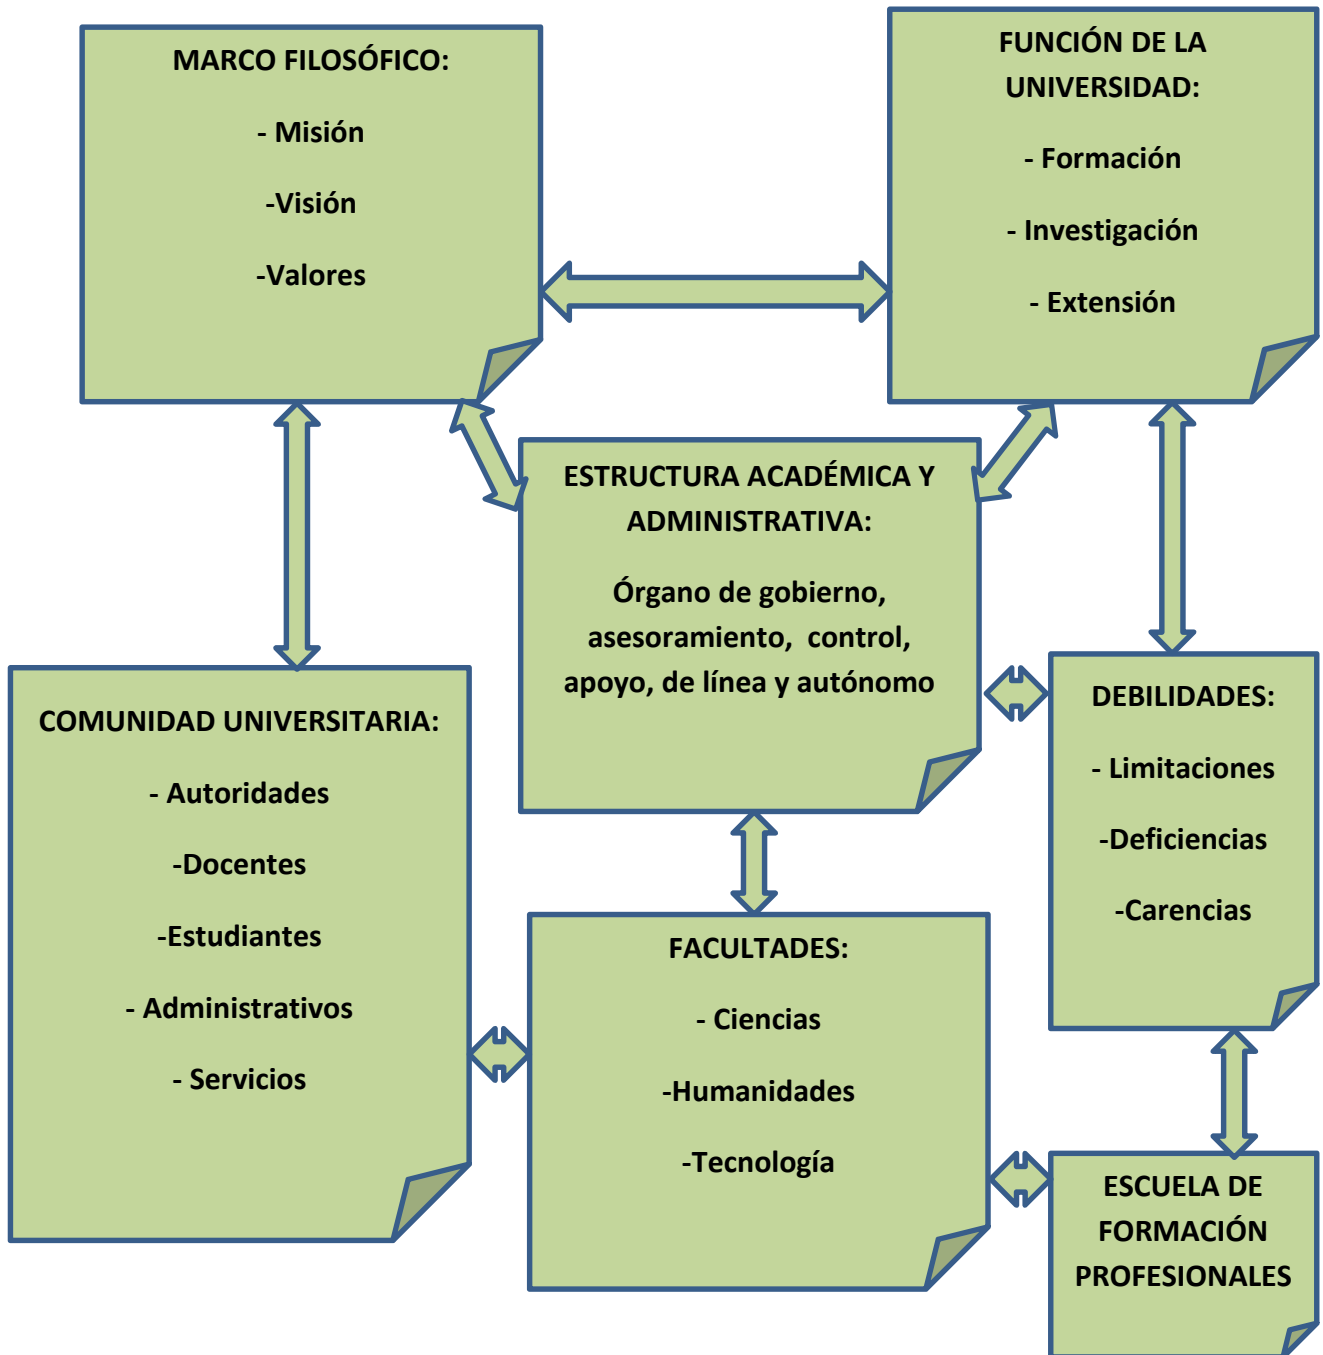 MARCO FILOSÓFICO:
- Misión
-Visión
-Valores
FUNCIÓN DE LA
UNIVERSIDAD:
- Formación
- Investigación
- Extensión
ESTRUCTURA ACADÉMICA Y
ADMINISTRATIVA:
Órgano de gobierno,
asesoramiento, control,
apoyo, de línea y autónomo
COMUNIDAD UNIVERSITARIA:
- Autoridades
-Docentes
-Estudiantes
- Administrativos
- Servicios
DEBILIDADES:
- Limitaciones
-Deficiencias
-Carencias
FACULTADES:
- Ciencias
-Humanidades
-Tecnología
ESCUELA DE
FORMACIÓN
PROFESIONALES